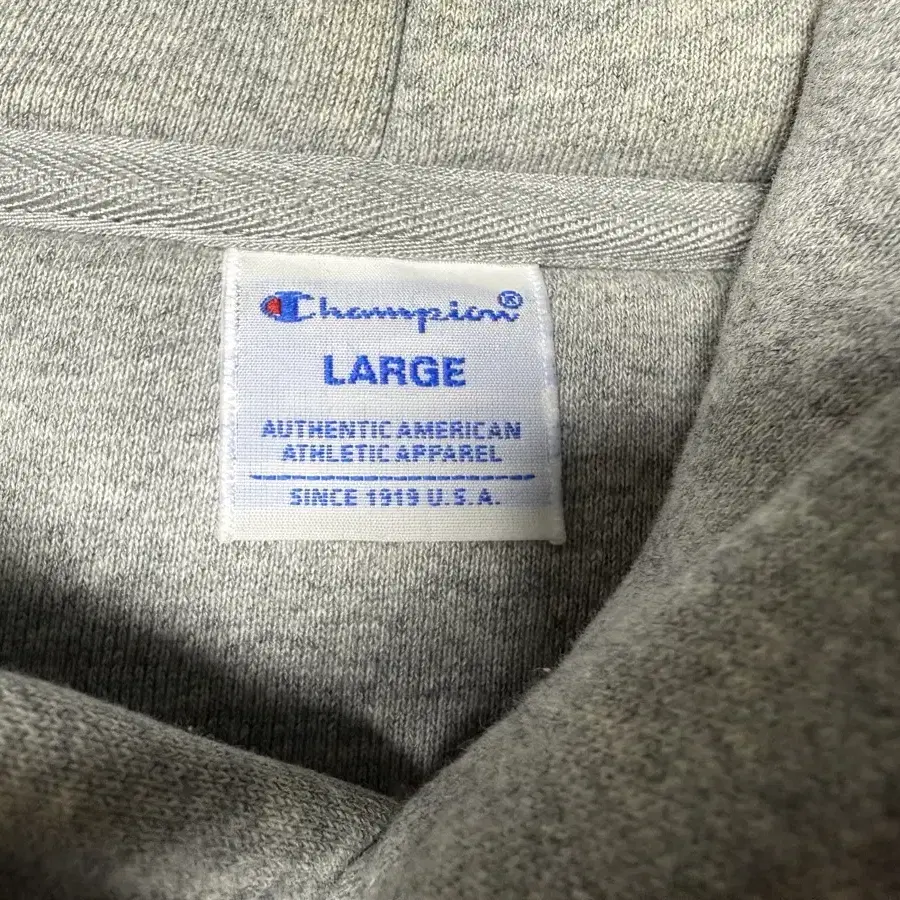 Champion®
LARGE
AUTHENTIC AMERICAN
ATHLETIC APPAREL
SINCE 1919 U.S.A.